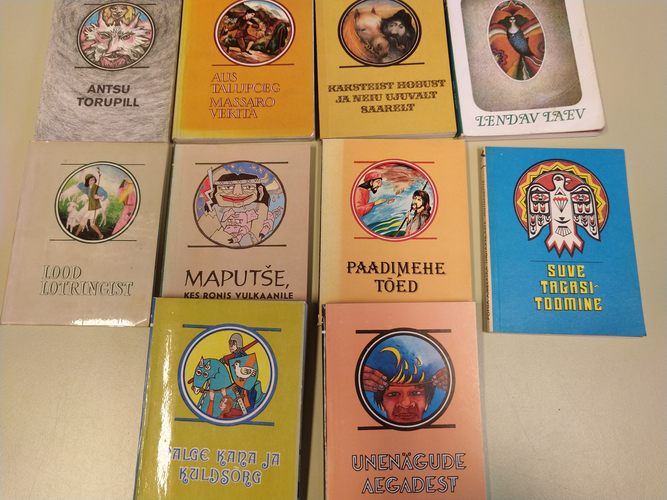 ANTSU
TORUPILL
AUS
TALUPOEG
MASSARO
VERITA
KAKSTEIST HOBUST
JA NEIU UJUVALT
SAARELT
LENDAV LAEV
LOOD
LOTRINGIST
MAPUTŠE,
KES RONIS VULKAANILE
PAADIMEHE
TÕED
SUVE
TAGASI-
TOOMINE
VALGE KANA JA
KULDSÕRG
UNENÄGUDE
AEGADEST